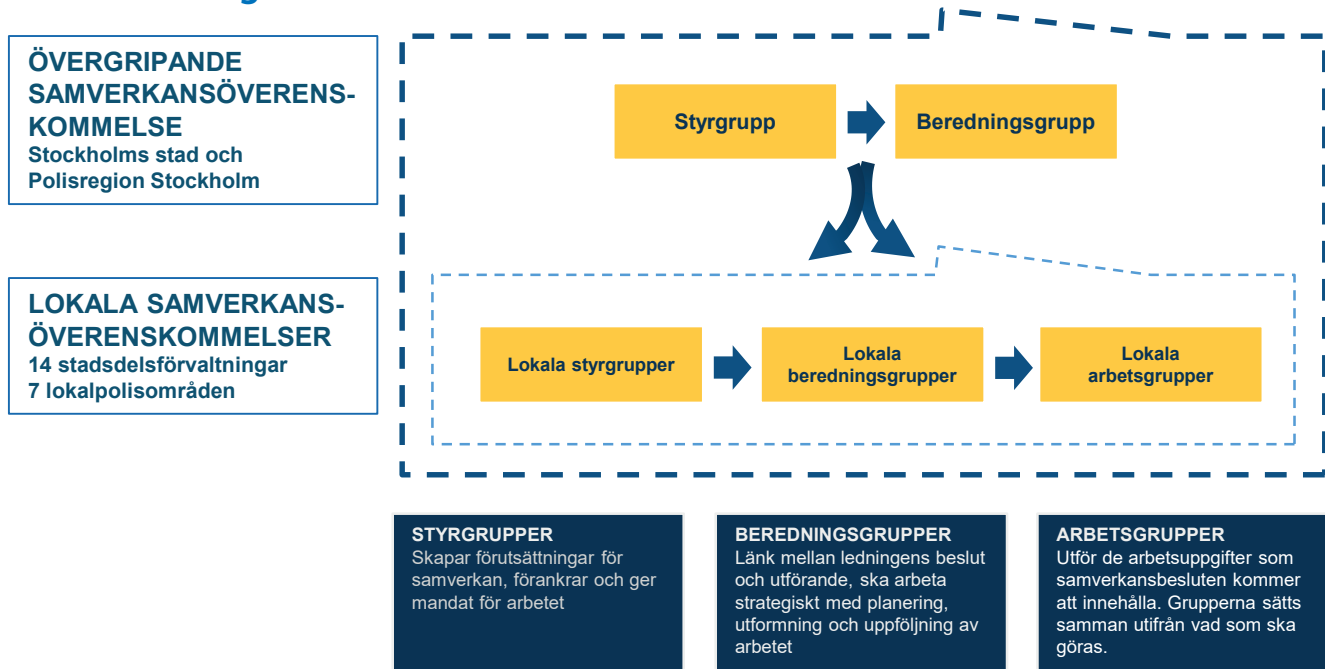 ÖVERGRIPANDE
SAMVERKANSÖVERENS-
KOMMELSE
Stockholms stad och
Polisregion Stockholm
Styrgrupp
Beredningsgrupp
LOKALA SAMVERKANS-
ÖVERENSKOMMELSER
14 stadsdelsförvaltningar
7 lokalpolisområden
Lokala styrgrupper
Lokala
beredningsgrupper
Lokala
arbetsgrupper
STYRGRUPPER
Skapar förutsättningar för
samverkan, förankrar och ger
mandat för arbetet
BEREDNINGSGRUPPER
Länk mellan ledningens beslut
och utförande, ska arbeta
strategiskt med planering,
utformning och uppföljning av
arbetet
ARBETSGRUPPER
Utför de arbetsuppgifter som
samverkansbesluten kommer
att innehålla. Grupperna sätts
samman utifrån vad som ska
göras.